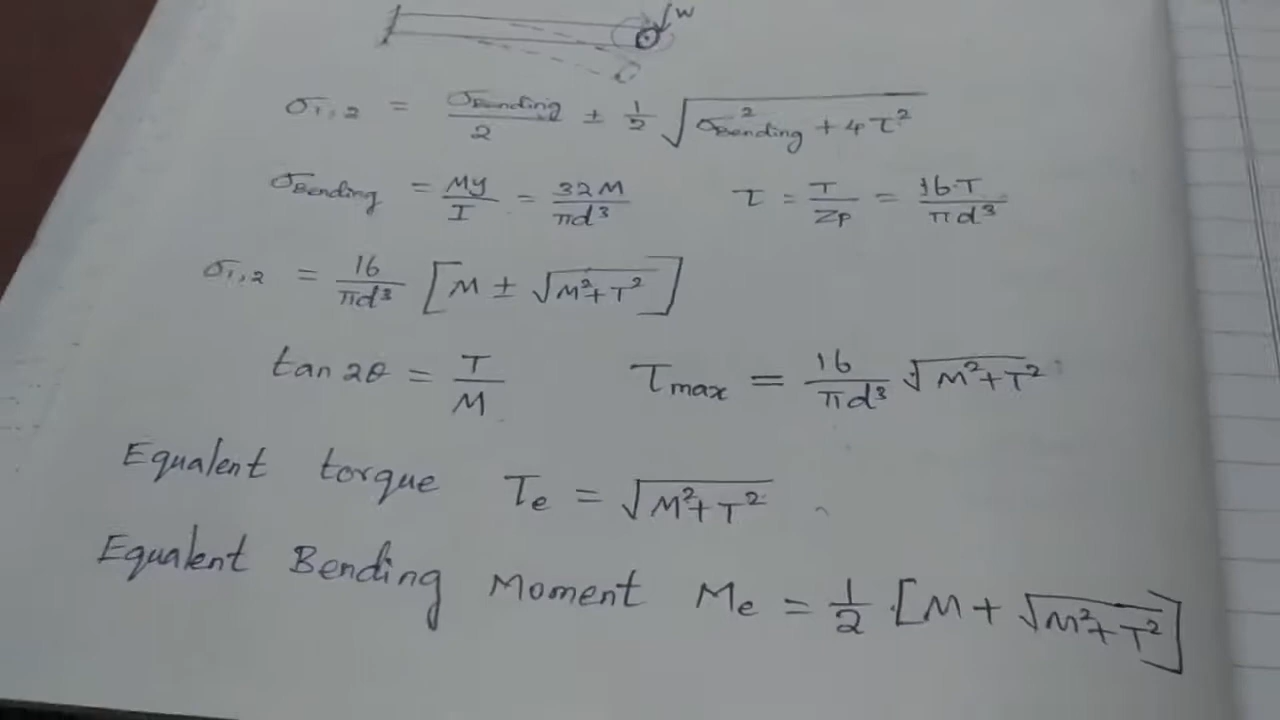 W
σ₁,₂ = σBending/2 ± 1/2 √(σ²Bending + 4τ²)
σBending = My/I = 32M/πd³ τ = T/Zp = 16·T/πd³
σ₁,₂ = 16/πd³ [M ± √(M²+T²)]
tan 2θ = T/M τmax = 16/πd³ √(M²+T²)
Equalent torque Te = √(M²+T²)
Equalent Bending Moment Me = 1/2 · [M + √(M²+T²)]